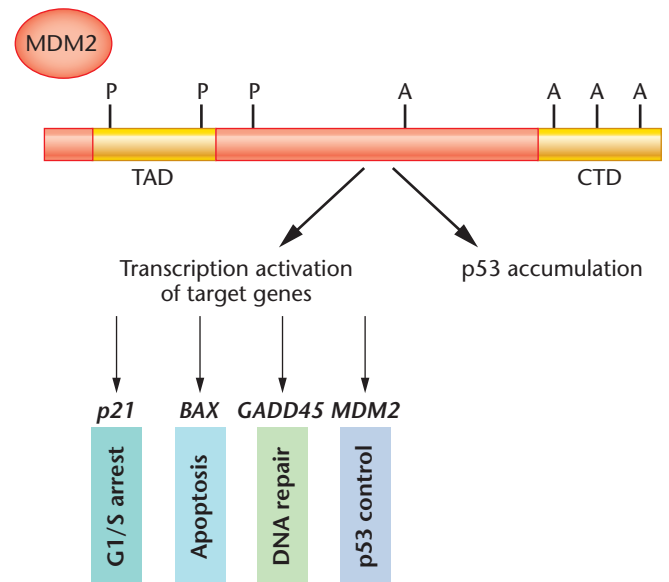 MDM2
P P P A A A A
TAD CTD
Transcription activation
of target genes
p53 accumulation
p21 BAX GADD45 MDM2
G1/S arrest
Apoptosis
DNA repair
p53 control